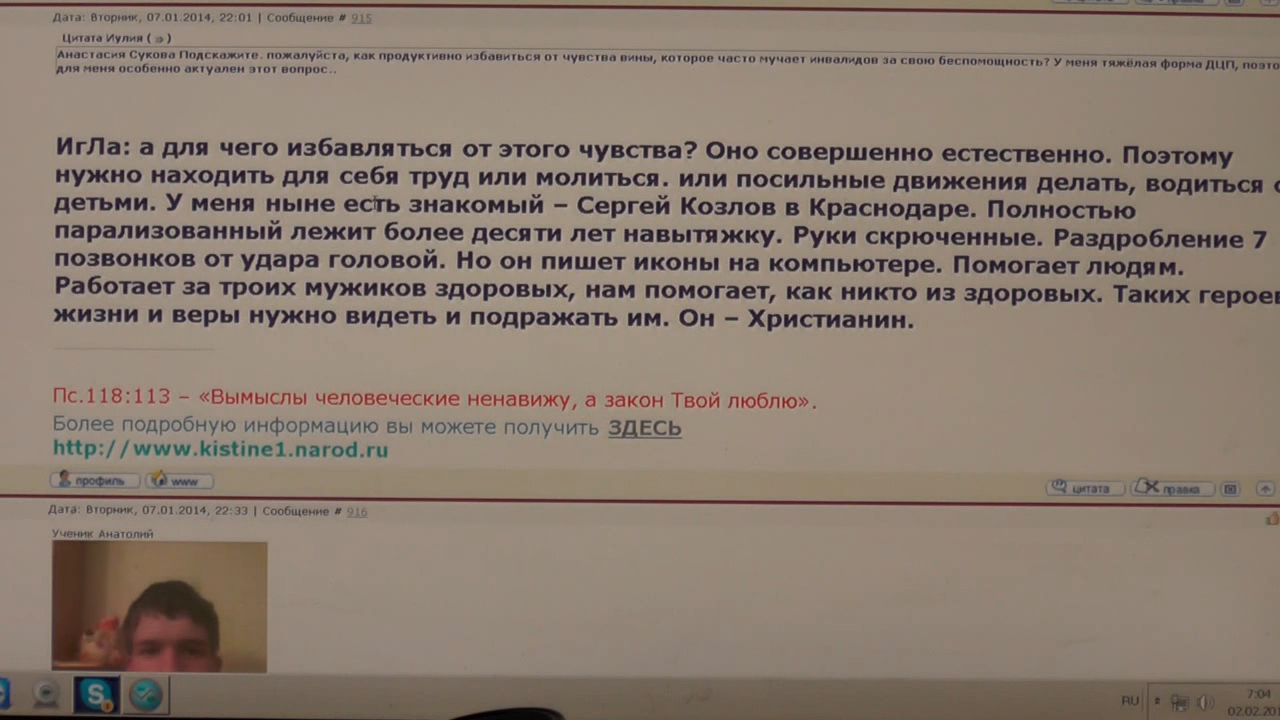 Дата: Вторник, 07.01.2014, 22:01 | Сообщение # 915
Цитата Иулия ( )
Анастасия Сукова Подскажите. пожалуйста, как продуктивно избавиться от чувства вины, которое часто мучает инвалидов за свою беспомощность? У меня тяжёлая форма ДЦП, поэто
для меня особенно актуален этот вопрос..
ИгЛа: а для чего избавляться от этого чувства? Оно совершенно естественно. Поэтому
нужно находить для себя труд или молиться. или посильные движения делать, водиться с
детьми. У меня ныне есть знакомый – Сергей Козлов в Краснодаре. Полностью
парализованный лежит более десяти лет навытяжку. Руки скрюченные. Раздробление 7
позвонков от удара головой. Но он пишет иконы на компьютере. Помогает людям.
Работает за троих мужиков здоровых, нам помогает, как никто из здоровых. Таких героев
жизни и веры нужно видеть и подражать им. Он – Христианин.
Пс.118:113 – «Вымыслы человеческие ненавижу, а закон Твой люблю».
Более подробную информацию вы можете получить ЗДЕСЬ
http://www.kistine1.narod.ru
профиль www цитата правка
Дата: Вторник, 07.01.2014, 22:33 | Сообщение # 916
Ученик Анатолий
RU 7:04
02.02.20